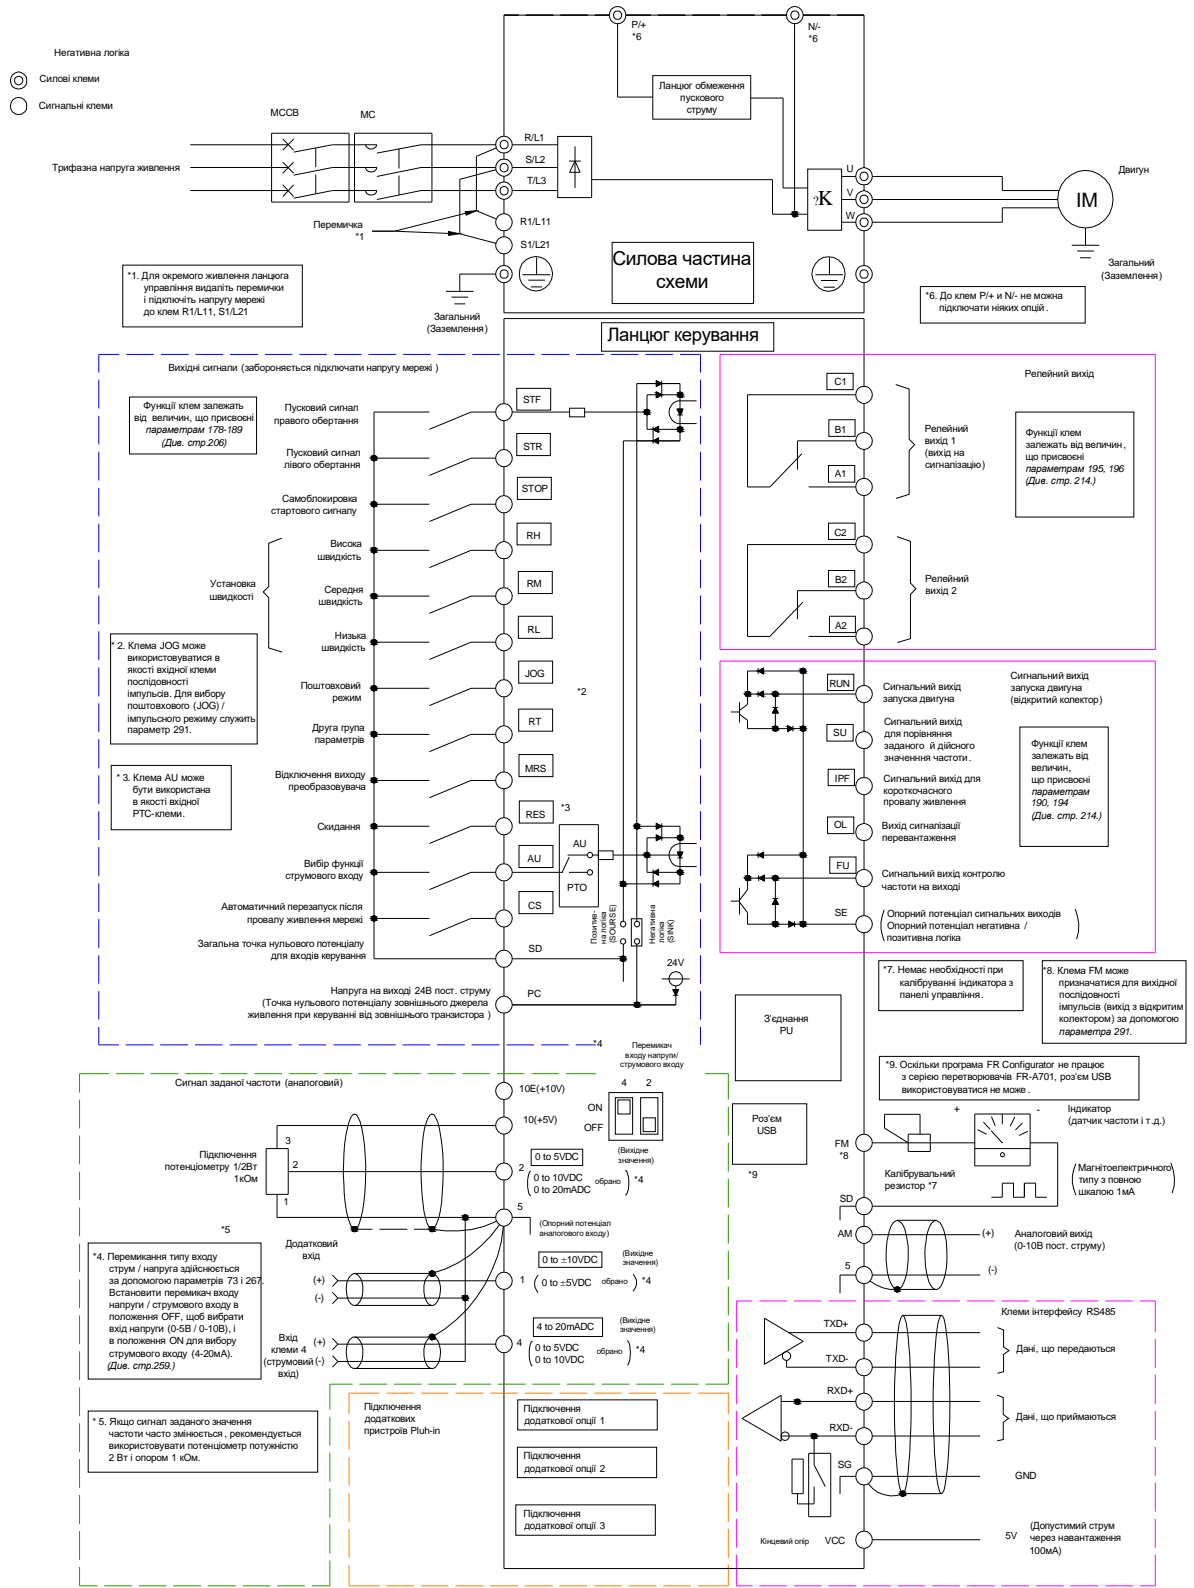 P/+
*6
N/-
*6
Негативна логіка
Силові клеми
Сигнальні клеми
Ланцюг обмеження
пускового
струму
MCCB
MC
R/L1
S/L2
T/L3
Трифазна напруга живлення
Перемичка
*1
R1/L11
S1/L21
Загальний
(Заземлення)
U
V
W
?K
IM
Двигун
Загальний
(Заземлення)
Силова частина
схеми
*1. Для окремого живлення ланцюга
управління видаліть перемички
і підключіть напругу мережі
до клем R1/L11, S1/L21
*6. До клем P/+ и N/- не можна
підключати ніяких опцій .
Ланцюг керування
Вихідні сигнали (забороняється підключати напругу мережі )
Функції клем залежать
від величин, що присвоєні
параметрам 178-189
(Див. стр.206)
Пусковий сигнал
правого обертання
STF
Пусковий сигнал
лівого обертання
STR
Самоблокировка
стартового сигналу
STOP
Установка
швидкості
Висока
швидкість
RH
Середня
швидкість
RM
Низька
швидкість
RL
* 2. Клема JOG може
використовуватися в
якості вхідної клеми
послідовності
імпульсів. Для вибору
поштовхового (JOG) /
імпульсного режиму служить
параметр 291.
Поштовховий
режим
JOG
*2
Друга група
параметрів
RT
* 3. Клема AU може
бути використана
в якості вхідної
PTC-клеми.
Відключення виходу
преобразовувача
MRS
Скидання
RES
*3
Вибір функції
струмового входу
AU
AU
PTO
Автоматичний перезапуск після
провалу живлення мережі
CS
Позитив-
на логіка
(SOURSE)
Негативна
логіка
(SINK)
Загальна точка нульового потенціалу
для входів керування
SD
24V
Напруга на виході 24В пост. струму
(Точка нульового потенціалу зовнішнього джерела
живлення при керуванні від зовнішнього транзистора )
PC
Релейний вихід
C1
B1
A1
Релейний
вихід 1
(вихід на
сигналізацію)
Функції клем
залежать від величин ,
що присвоєні
параметрам 195, 196
(Див. стр. 214.)
C2
B2
A2
Релейний
вихід 2
RUN
Сигнальний вихід
запуска двигуна
Сигнальний вихід
запуска двигуна
(відкритий колектор)
SU
Сигнальний вихід
для порівняння
заданого й дійсного
значенння частоти .
Функції клем
залежать від
величин,
що присвоєні
параметрам
190, 194
(Див. стр. 214.)
IPF
Сигнальний вихід для
короткочасного
провалу живлення
OL
Вихід сигналізації
перевантаження
FU
Сигнальний вихід контролю
частоти на виході
SE
(Опорний потенціал сигнальних виходів
Опорний потенціал негативна /
позитивна логіка )
*7. Немає необхідності при
калібруванні індикатора з
панелі управління .
*8. Клема FM може
призначатися для вихідної
послідовності
імпульсів (вихід з відкритим
колектором) за допомогою
параметра 291.
З'єднання
PU
*9. Оскільки програма FR Configurator не працює
з серією перетворювачів FR-A701, роз'єм USB
використовуватися не може .
Роз'єм
USB
*9
*4
Перемикач
входу напруги/
струмового входу
4 2
ON
OFF
Сигнал заданої частоти (аналоговий)
10E(+10V)
10(+5V)
Підключення
потенціометру 1/2Вт
1кОм
3
2
1
2
0 to 5VDC
(Вихідне
значення)
(0 to 10VDC
0 to 20mADC обрано ) *4
5
(Опорний потенціал
аналогового входу)
*5
Додатковий
вхід
(+)
(-)
1
0 to ±10VDC
(Вихідне
значення)
(0 to ±5VDC обрано ) *4
*4. Перемикання типу входу
струм / напруга здійснюється
за допомогою параметрів 73 і 267.
Встановити перемикач входу
напруги / струмового входу в
положення OFF, щоб вибрати
вхід напруги (0-5В / 0-10В), і
в положення ON для вибору
струмового входу (4-20мА).
(Див. стр.259.)
Вхід
клеми 4
(струмовий
вхід)
(+)
(-)
4
4 to 20mADC
(Вихідне
значення)
(0 to 5VDC
0 to 10VDC обрано ) *4
* 5. Якщо сигнал заданого значення
частоти часто змінюється , рекомендується
використовувати потенціометр потужністю
2 Вт і опором 1 кОм.
Підключення
додаткових
пристроїв Pluh-in
Підключення
додаткової опції 1
Підключення
додаткової опції 2
Підключення
додаткової опції 3
FM
*8
+
-
Індикатор
(датчик частоти і т.д.)
Калібрувальний
резистор *7
(Магнітоелектричного
типу з повною
шкалою 1мА )
SD
AM
5
(+)
(-)
Аналоговий вихід
(0-10В пост. струму)
Клеми інтерфейсу RS485
TXD+
TXD-
Дані, що передаються
RXD+
RXD-
Дані, що приймаються
SG
GND
Кінцевий опір
VCC
5V
(Допустимий струм
через навантаження
100мА)